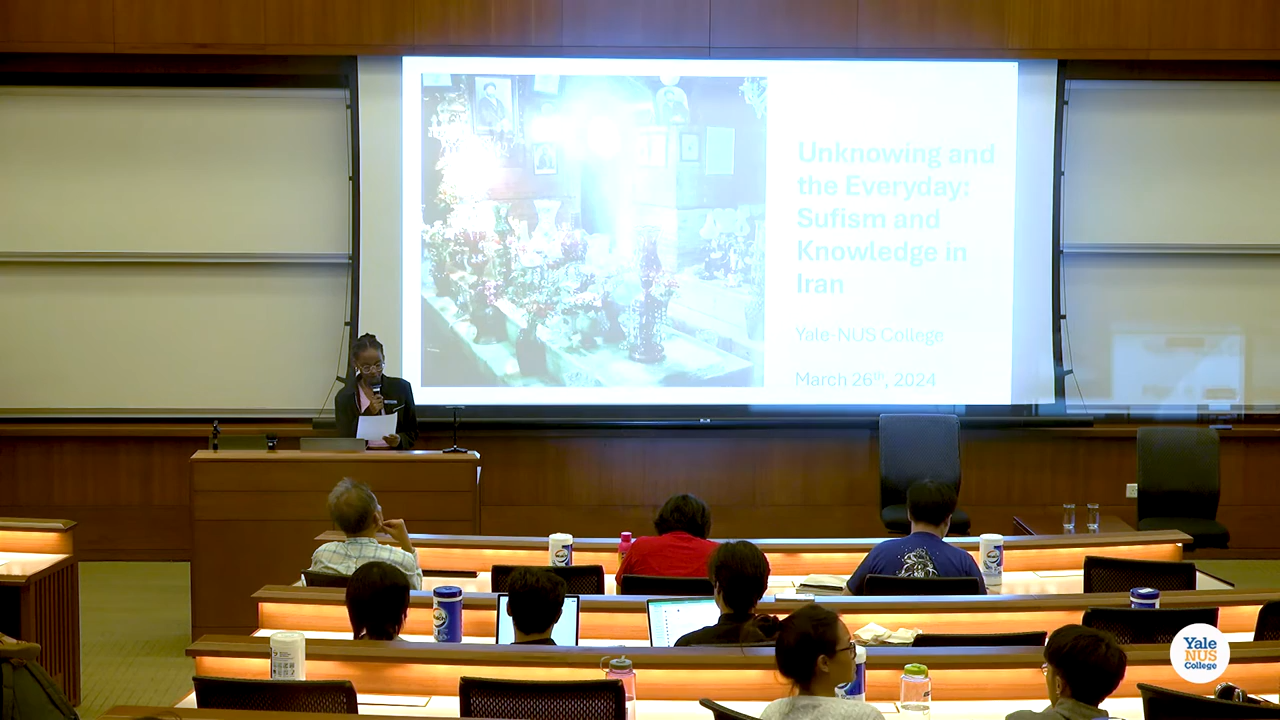 Unknowing and
the Everyday:
Sufism and
Knowledge in
Iran
Yale-NUS College
March 26th, 2024
Yale
NUS
College